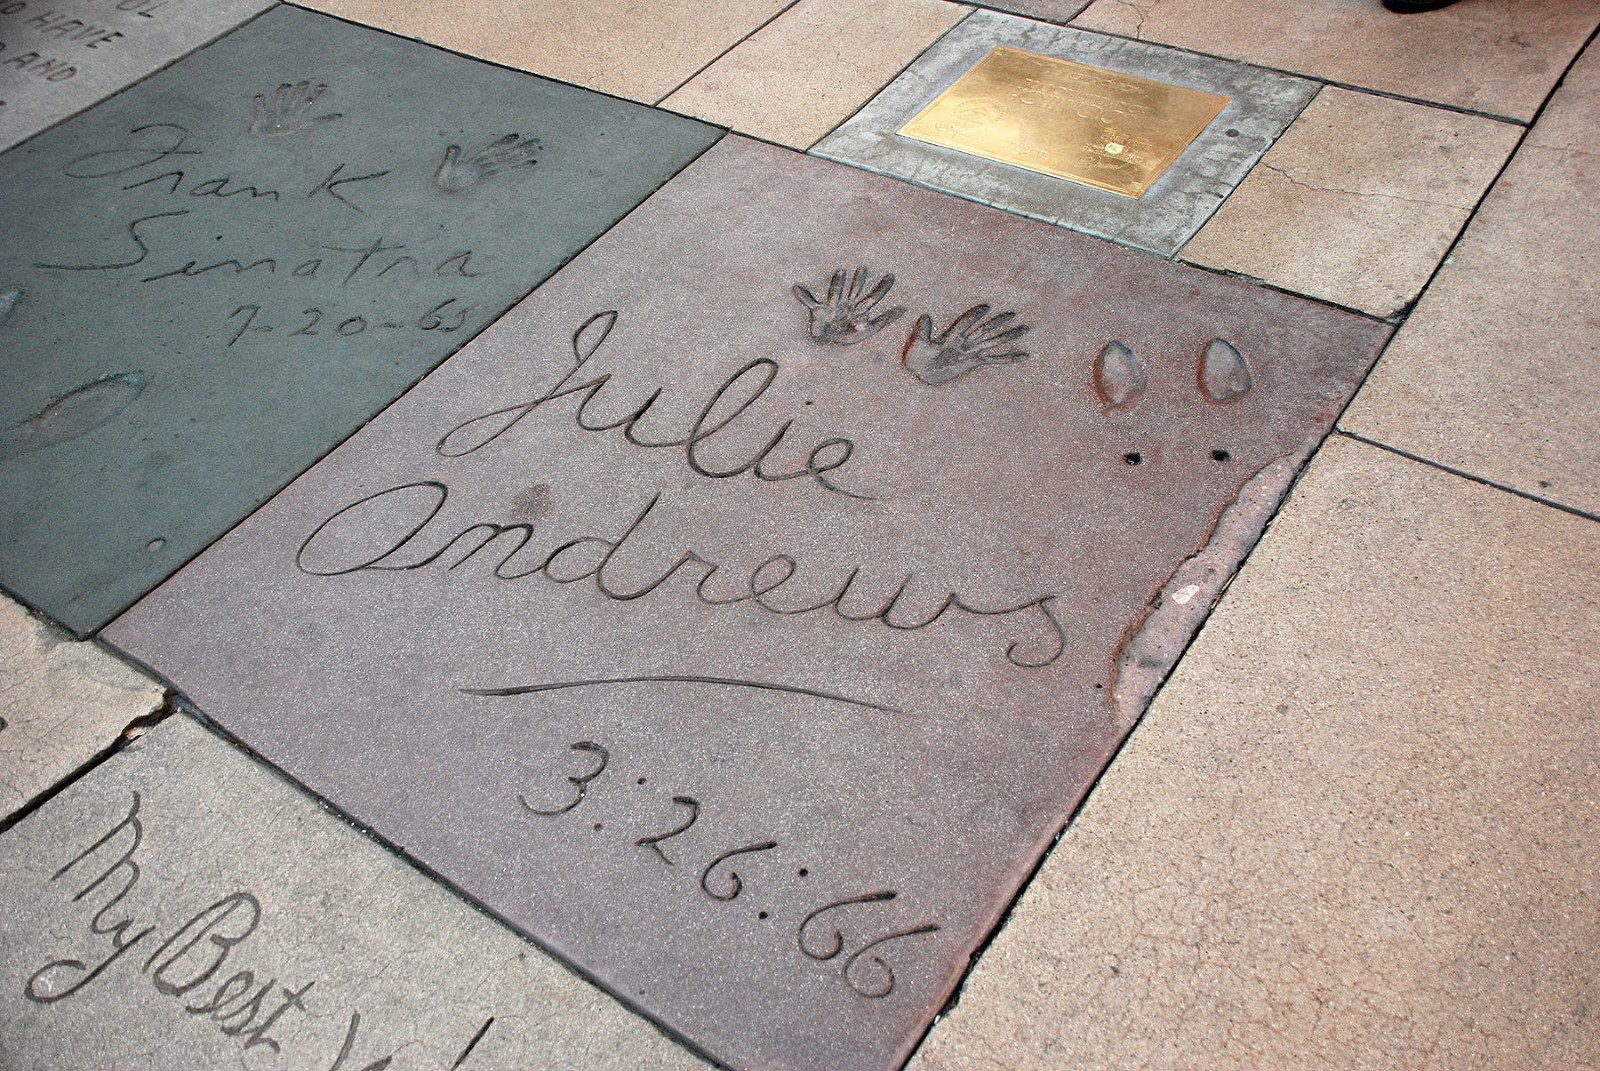 HAVE
AND
Frank
Sinatra
7-20-65
Julie
Andrews
3:26:66
My Best